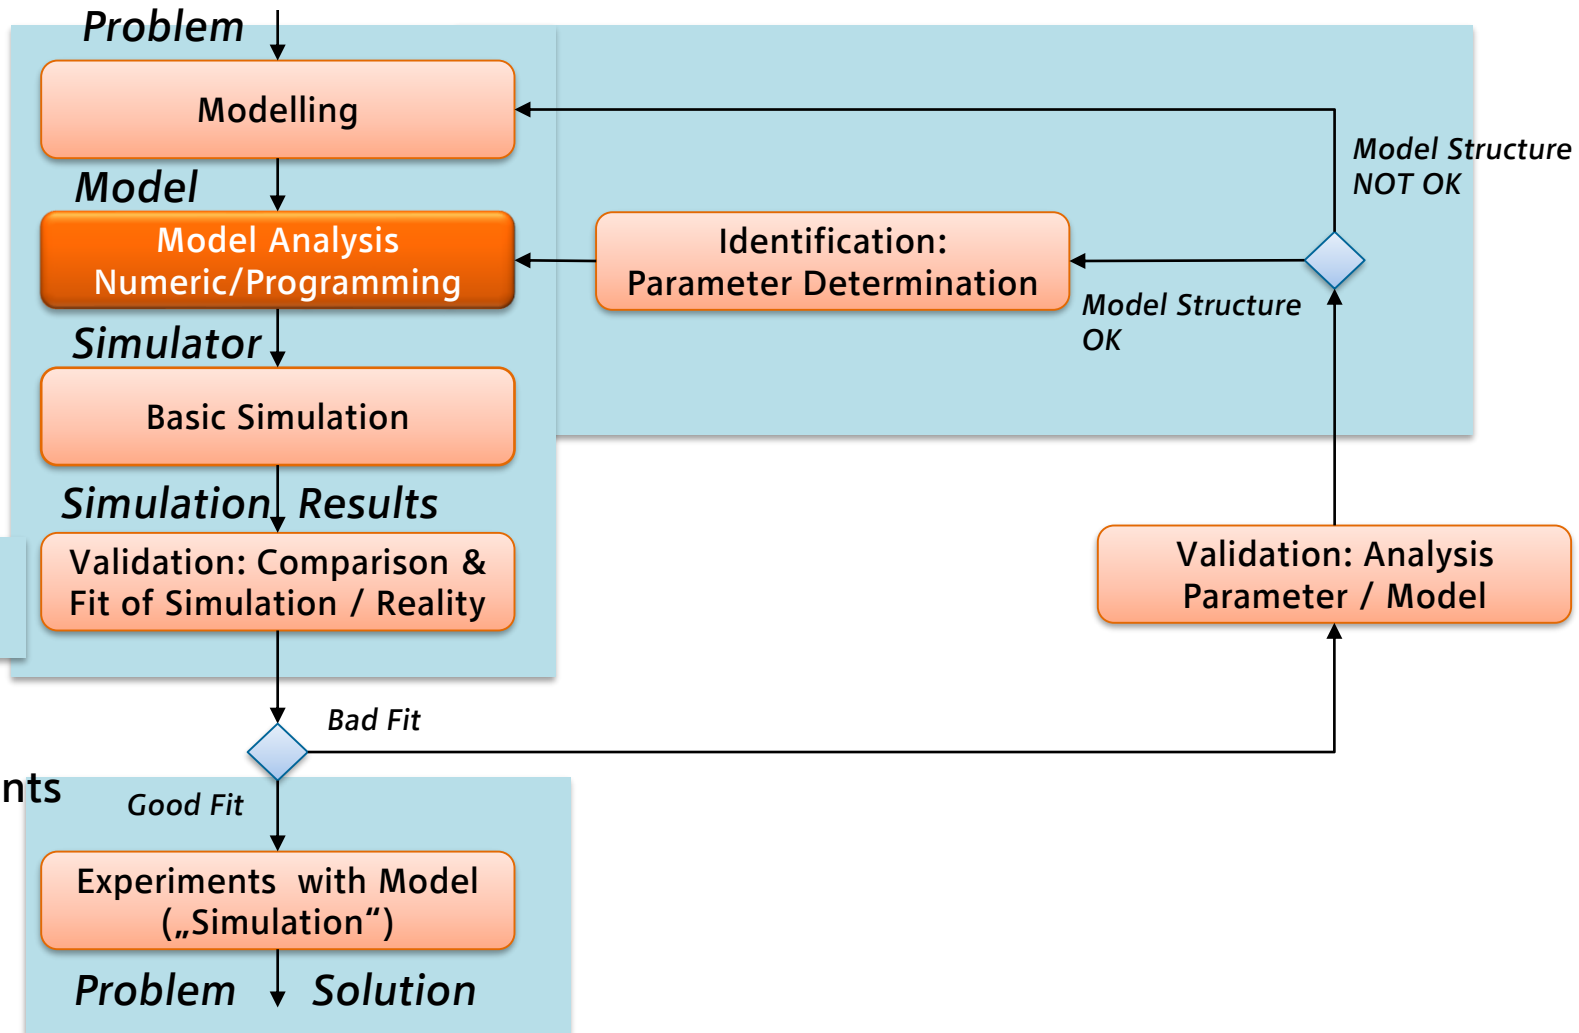 Problem
Modelling
Model Structure
NOT OK
Model
Model Analysis
Numeric/Programming
Identification:
Parameter Determination
Model Structure
OK
Simulator
Basic Simulation
Simulation Results
Validation: Comparison &
Fit of Simulation / Reality
Validation: Analysis
Parameter / Model
Bad Fit
nts
Good Fit
Experiments with Model
(„Simulation“)
Problem Solution